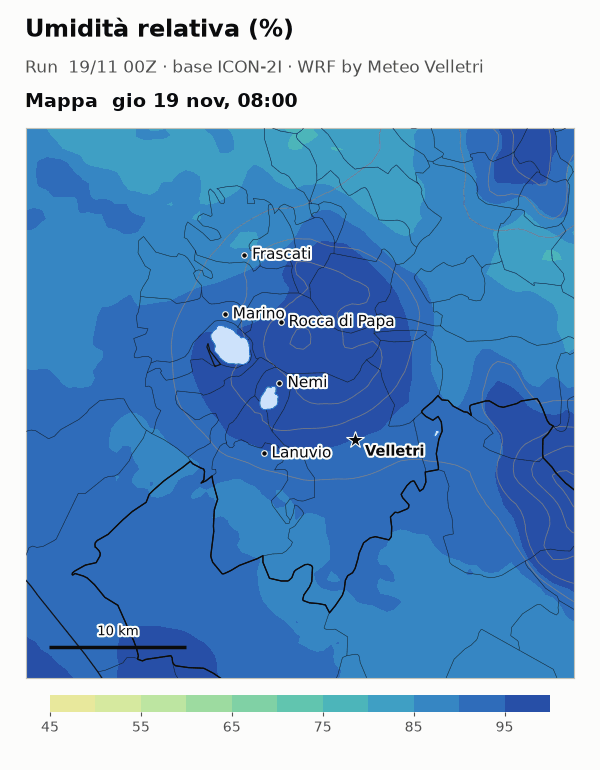 Umidità relativa (%)
Run  19/11 00Z · base ICON-2I · WRF by Meteo Velletri
Mappa  gio 19 nov, 08:00
Frascati
Marino
Rocca di Papa
Nemi
Velletri
Lanuvio
10 km
45 55 65 75 85 95